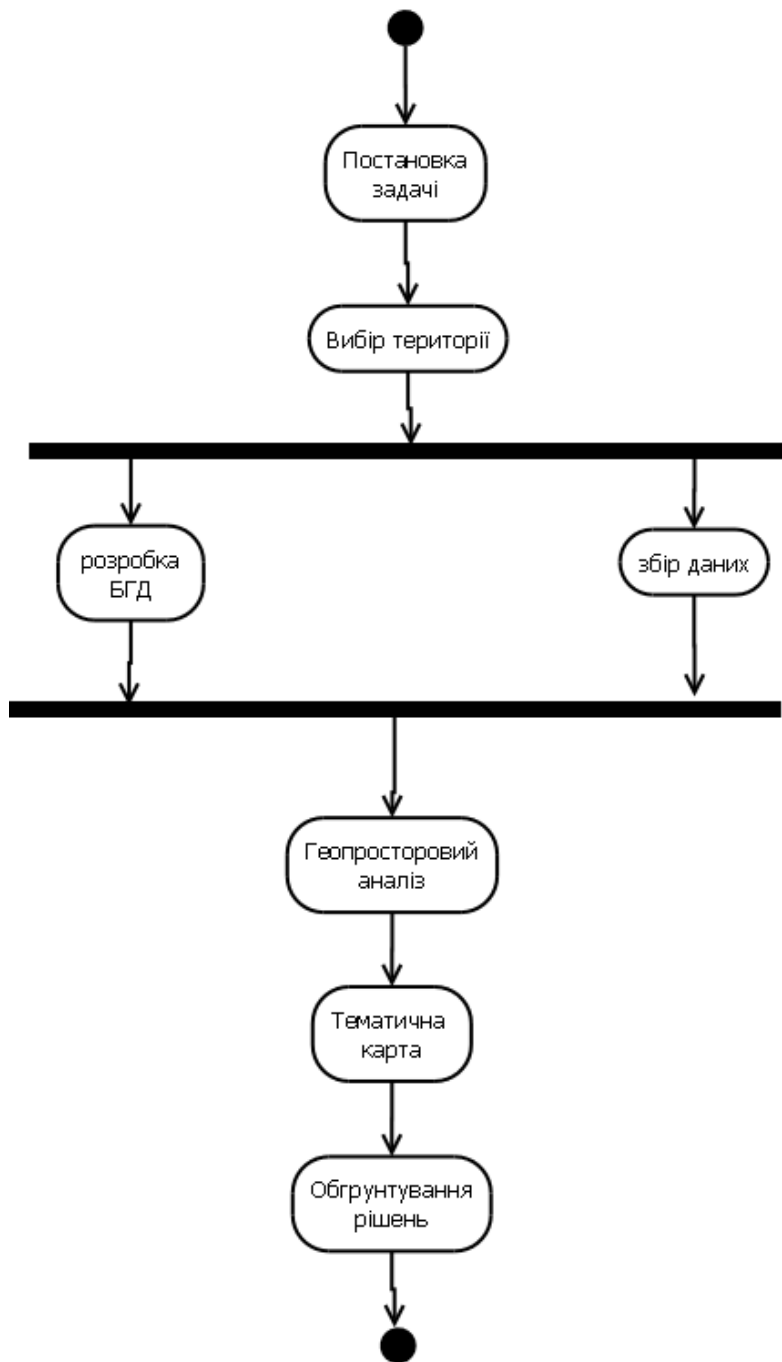 Постановка
задачі
Вибір території
розробка
БГД
збір даних
Геопросторовий
аналіз
Тематична
карта
Обгрунтування
рішень